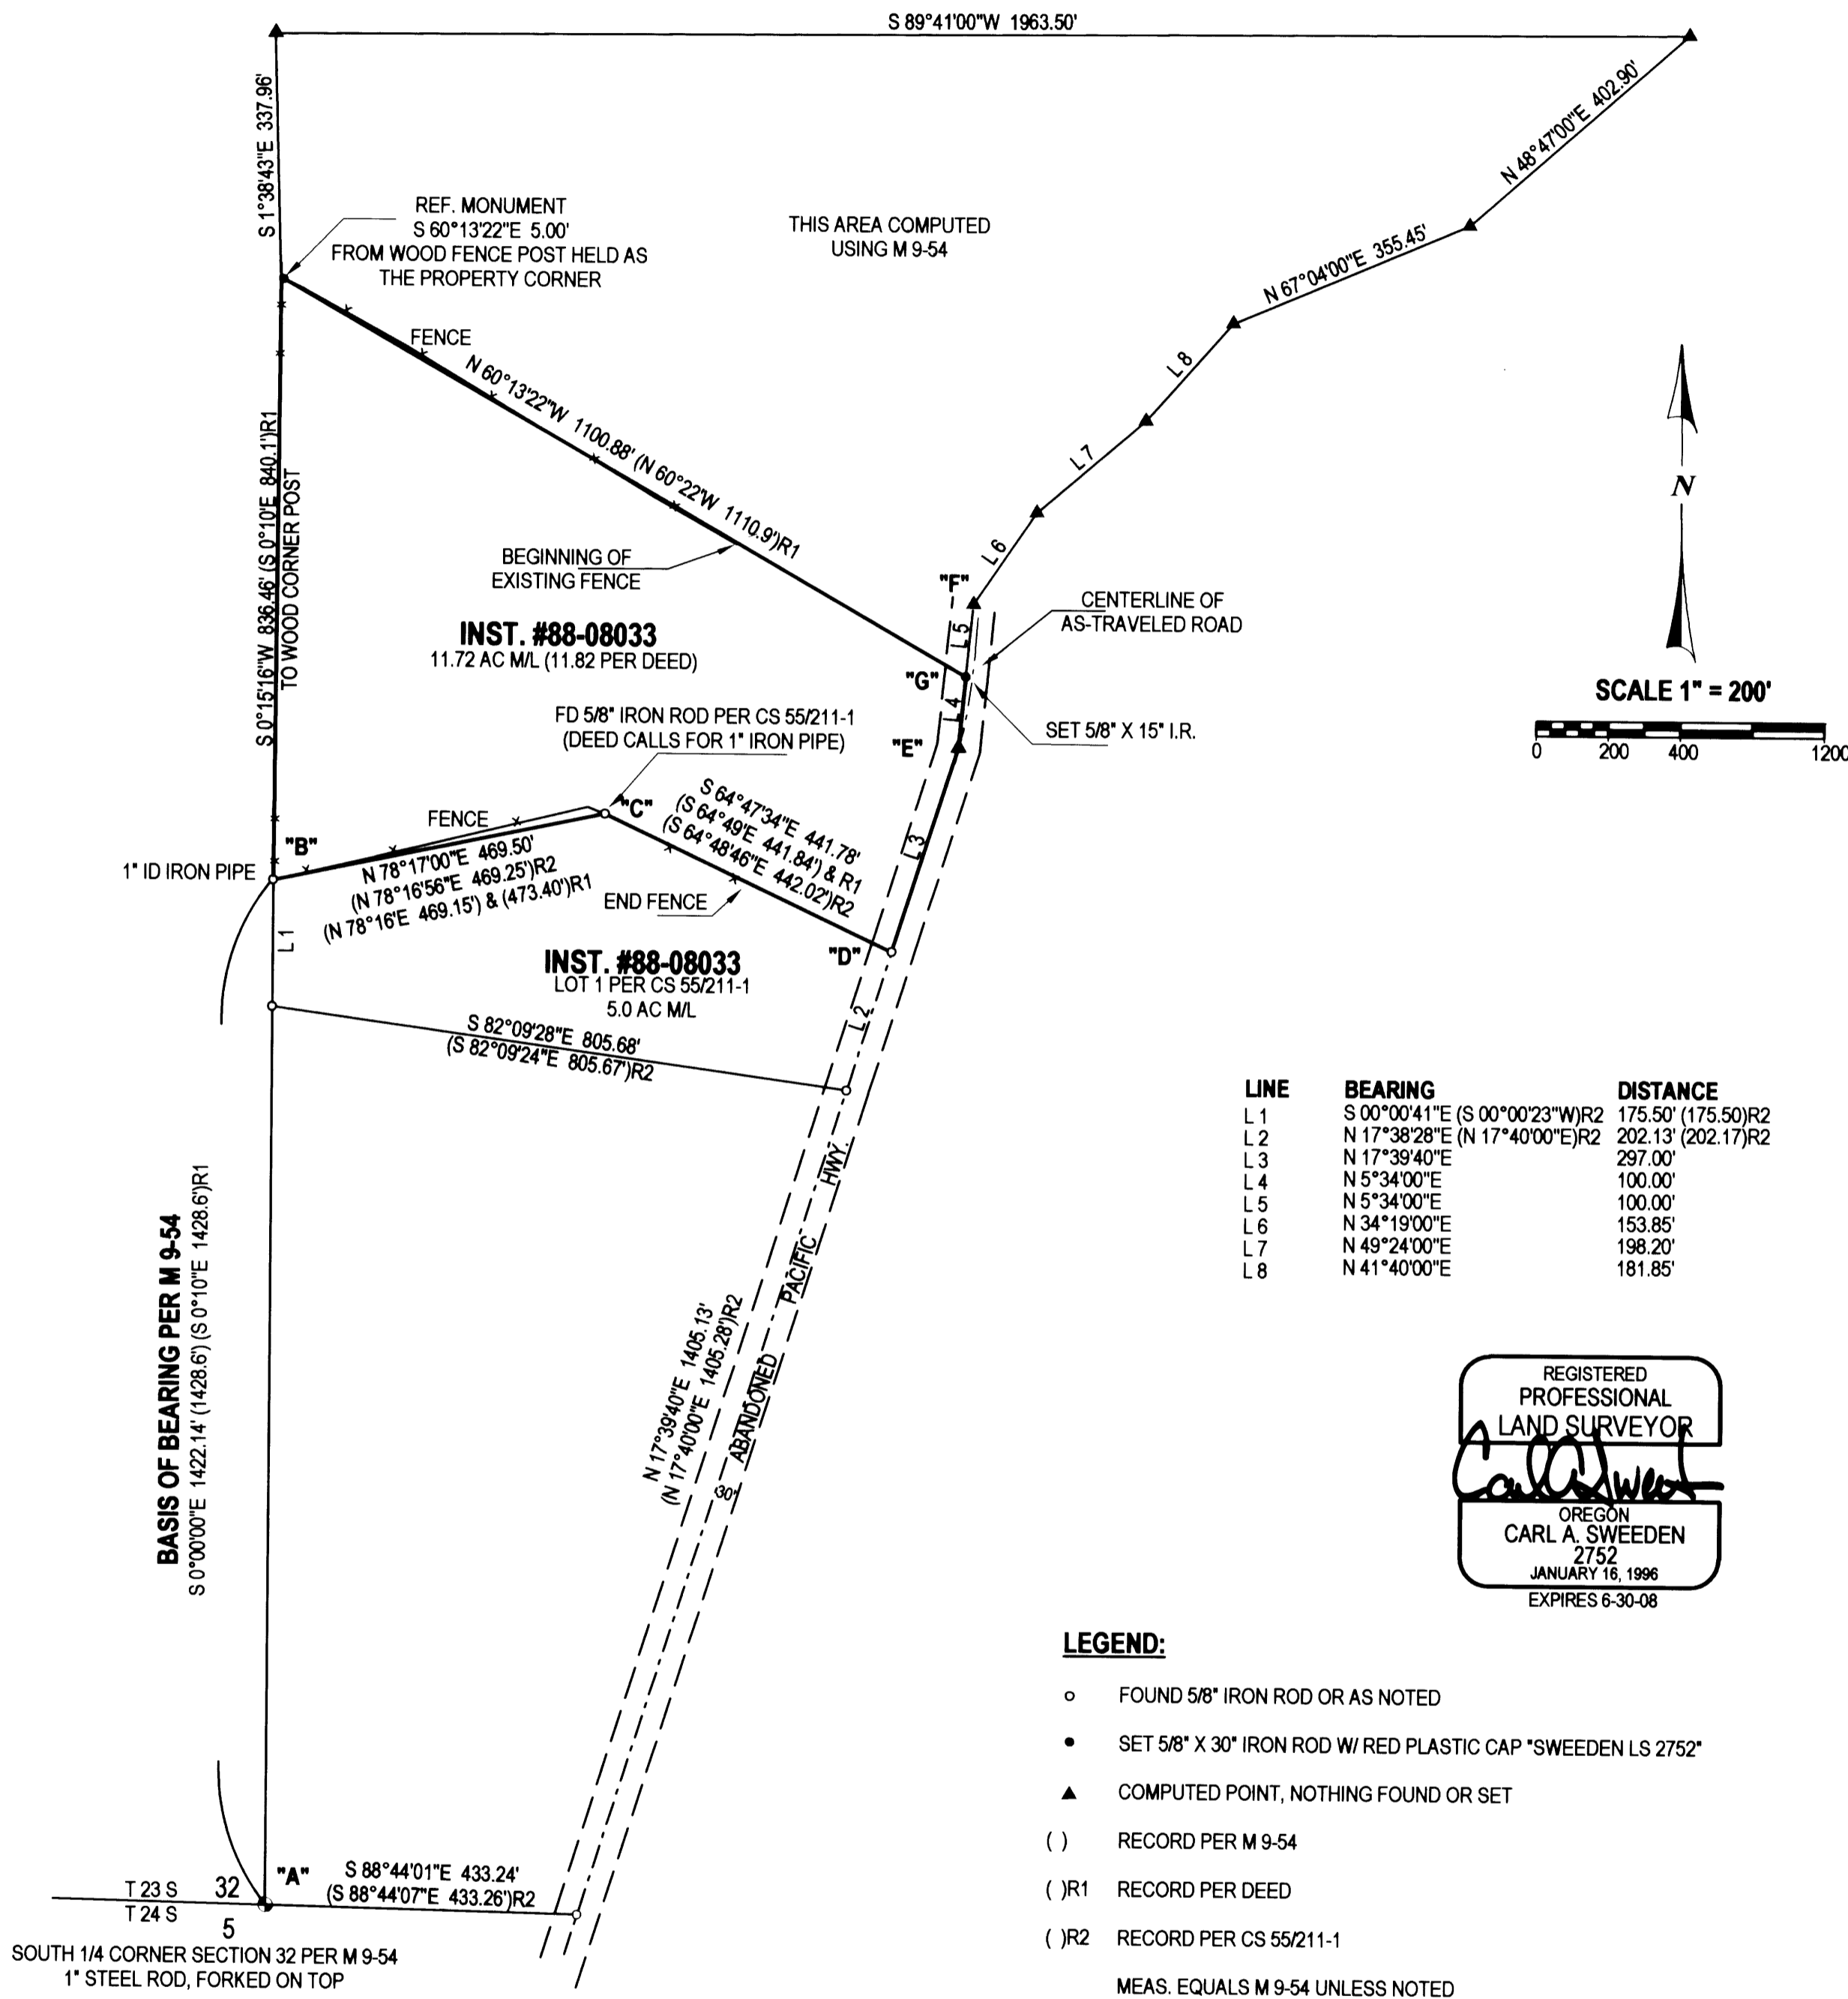 S 89°41'00"W 1963.50'
S 1°38'43"E 337.96'
N 48°47'00"E 402.90'
REF. MONUMENT
S 60°13'22"E 5.00'
FROM WOOD FENCE POST HELD AS
THE PROPERTY CORNER
THIS AREA COMPUTED
USING M 9-54
N 67°04'00"E 355.45'
FENCE
L 8
N 60°13'22"W 1100.88' (N 60°22'W 1110.9')R1
L 7
S 0°15'16"W 836.46' (S 0°10'E 840.1')R1
TO WOOD CORNER POST
N
BEGINNING OF
EXISTING FENCE
L 6
"F"
CENTERLINE OF
AS-TRAVELED ROAD
INST. #88-08033
11.72 AC M/L (11.82 PER DEED)
L 5
"G"
SCALE 1" = 200'
0 200 400 1200
L 4
FD 5/8" IRON ROD PER CS 55/211-1
(DEED CALLS FOR 1" IRON PIPE)
SET 5/8" X 15" I.R.
"E"
"C"
S 64°47'34"E 441.78'
(S 64°49'E 441.84') & R1
(S 64°48'46"E 442.02')R2
FENCE
L 3
"B"
1" ID IRON PIPE
N 78°17'00"E 469.50'
(N 78°16'56"E 469.25')R2
(N 78°16'E 469.15') & (473.40')R1
END FENCE
L 1
"D"
INST. #88-08033
LOT 1 PER CS 55/211-1
5.0 AC M/L
L 2
S 82°09'28"E 805.68'
(S 82°09'24"E 805.67')R2
LINE BEARING DISTANCE
L 1 S 00°00'41"E (S 00°00'23"W)R2 175.50' (175.50)R2
L 2 N 17°38'28"E (N 17°40'00"E)R2 202.13' (202.17)R2
L 3 N 17°39'40"E 297.00'
L 4 N 5°34'00"E 100.00'
L 5 N 5°34'00"E 100.00'
L 6 N 34°19'00"E 153.85'
L 7 N 49°24'00"E 198.20'
L 8 N 41°40'00"E 181.85'
BASIS OF BEARING PER M 9-54
S 0°00'00"E 1422.14' (1428.6') (S 0°10"E 1428.6')R1
N 17°39'40"E 1405.13'
(N 17°40'00"E 1405.28')R2
ABANDONED PACIFIC HWY.
30'
REGISTERED
PROFESSIONAL
LAND SURVEYOR
Carl A Sweeden
OREGON
CARL A. SWEEDEN
2752
JANUARY 16, 1996
EXPIRES 6-30-08
LEGEND:
FOUND 5/8" IRON ROD OR AS NOTED
SET 5/8" X 30" IRON ROD W/ RED PLASTIC CAP "SWEEDEN LS 2752"
COMPUTED POINT, NOTHING FOUND OR SET
( ) RECORD PER M 9-54
( )R1 RECORD PER DEED
( )R2 RECORD PER CS 55/211-1
MEAS. EQUALS M 9-54 UNLESS NOTED
"A"
S 88°44'01"E 433.24'
(S 88°44'07"E 433.26')R2
T 23 S 32
T 24 S
5
SOUTH 1/4 CORNER SECTION 32 PER M 9-54
1" STEEL ROD, FORKED ON TOP